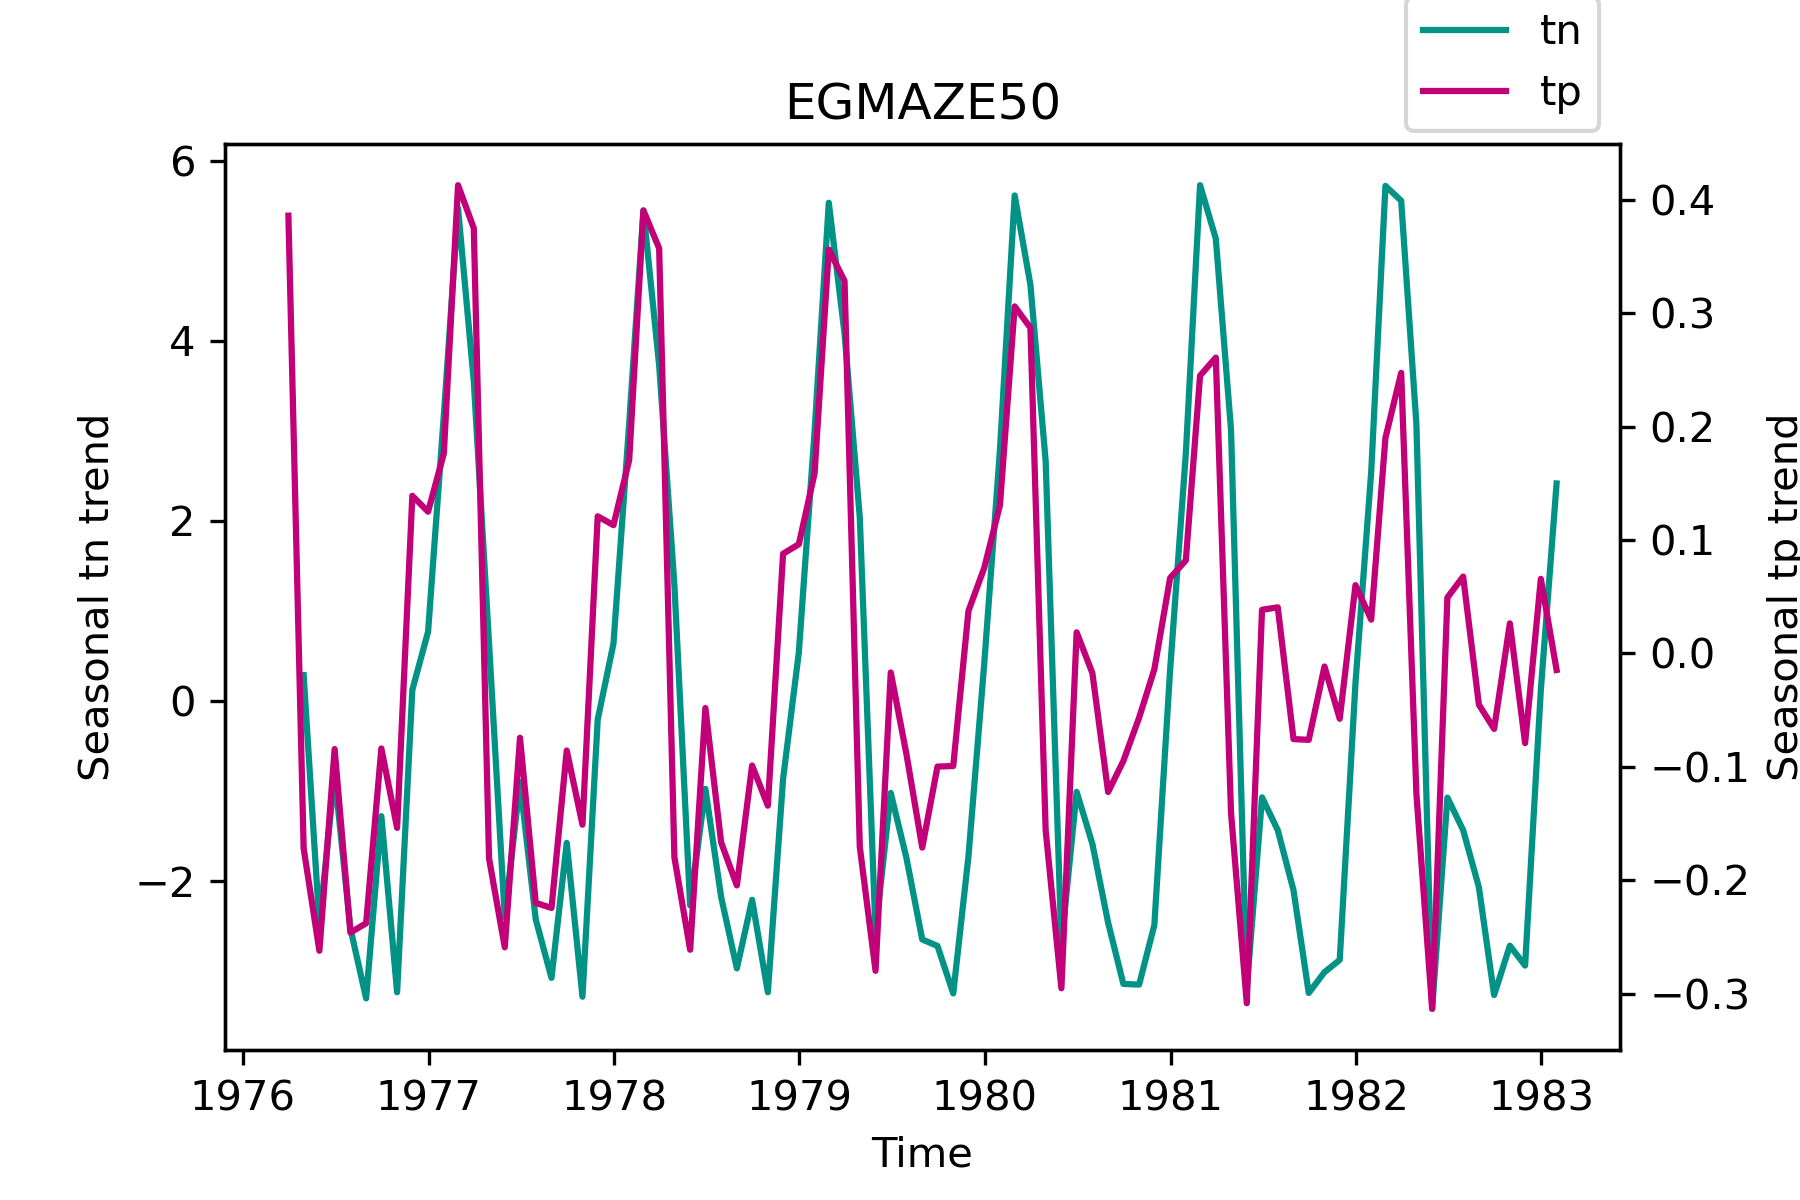 tn
tp
EGMAZE50
6
4
2
0
−2
Seasonal tn trend
0.4
0.3
0.2
0.1
0.0
−0.1
−0.2
−0.3
Seasonal tp trend
1976 1977 1978 1979 1980 1981 1982 1983
Time